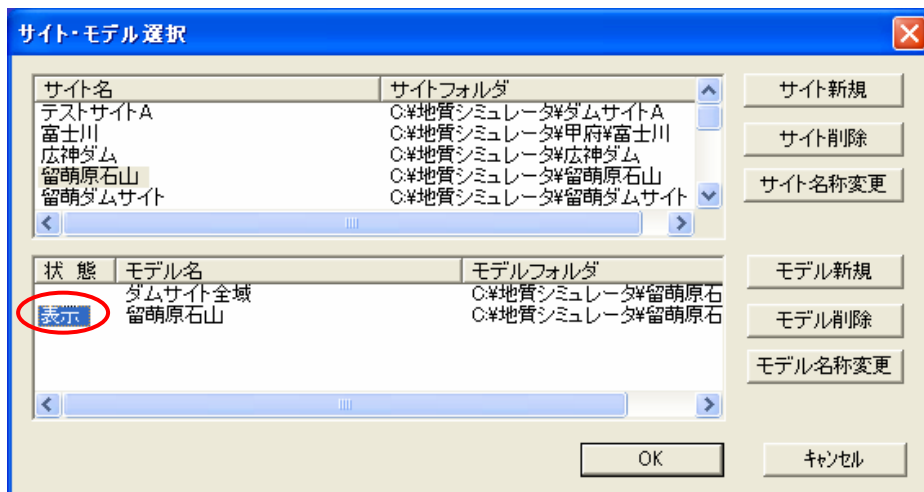 サイト・モデル選択
サイト名 サイトフォルダ
テストサイトA C:¥地質シミュレータ¥ダムサイトA
富士川 C:¥地質シミュレータ¥甲府¥富士川
広神ダム C:¥地質シミュレータ¥広神ダム
留萌原石山 C:¥地質シミュレータ¥留萌原石山
留萌ダムサイト C:¥地質シミュレータ¥留萌ダムサイト
サイト新規
サイト削除
サイト名称変更
状 態 モデル名 モデルフォルダ
ダムサイト全域 C:¥地質シミュレータ¥留萌原石
表示 留萌原石山 C:¥地質シミュレータ¥留萌原石
モデル新規
モデル削除
モデル名称変更
OK キャンセル